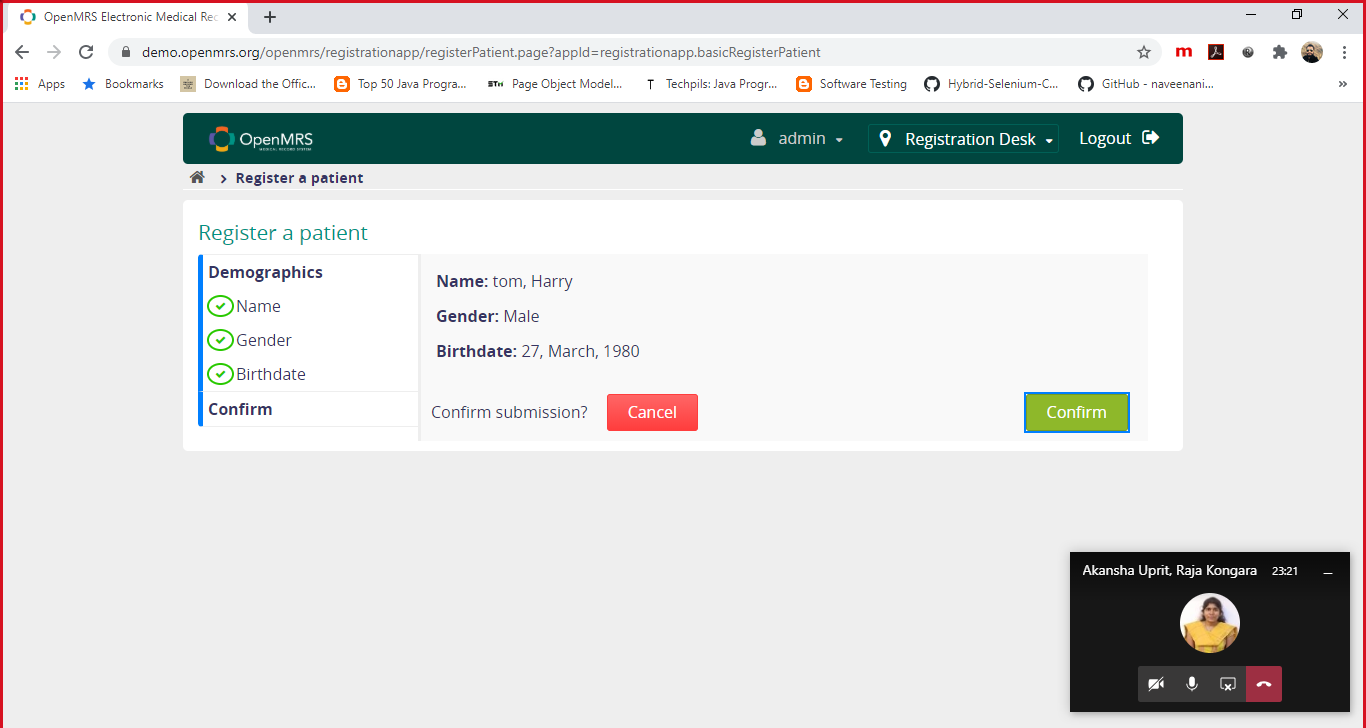 OpenMRS Electronic Medical Rec
demo.openmrs.org/openmrs/registrationapp/registerPatient.page?appId=registrationapp.basicRegisterPatient
m
Apps Bookmarks Download the Offic... Top 50 Java Progra... STH Page Object Model... T Techpils: Java Progr... Software Testing Hybrid-Selenium-C... GitHub - naveenani... »
OpenMRS admin Registration Desk Logout
MEDICAL RECORD SYSTEM
Register a patient
Register a patient
Demographics
Name
Gender
Birthdate
Confirm
Name: tom, Harry
Gender: Male
Birthdate: 27, March, 1980
Confirm submission? Cancel Confirm
Akansha Uprit, Raja Kongara 23:21